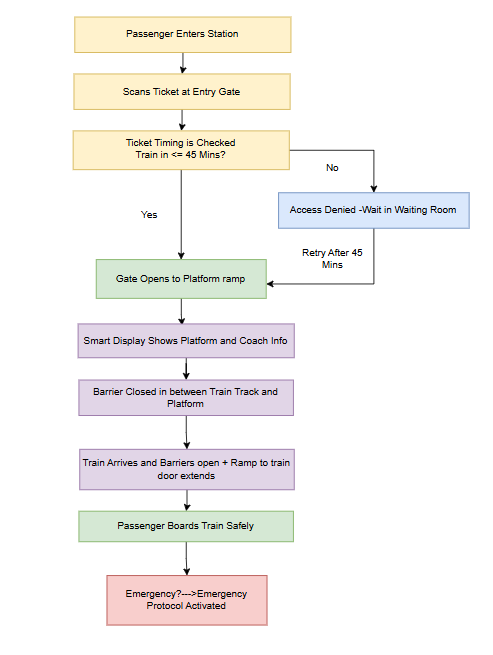 Passenger Enters Station
Scans Ticket at Entry Gate
Ticket Timing is Checked
Train in <= 45 Mins?
No
Access Denied -Wait in Waiting Room
Yes
Retry After 45
Mins
Gate Opens to Platform ramp
Smart Display Shows Platform and Coach Info
Barrier Closed in between Train Track and
Platform
Train Arrives and Barriers open + Ramp to train
door extends
Passenger Boards Train Safely
Emergency?--->Emergency
Protocol Activated